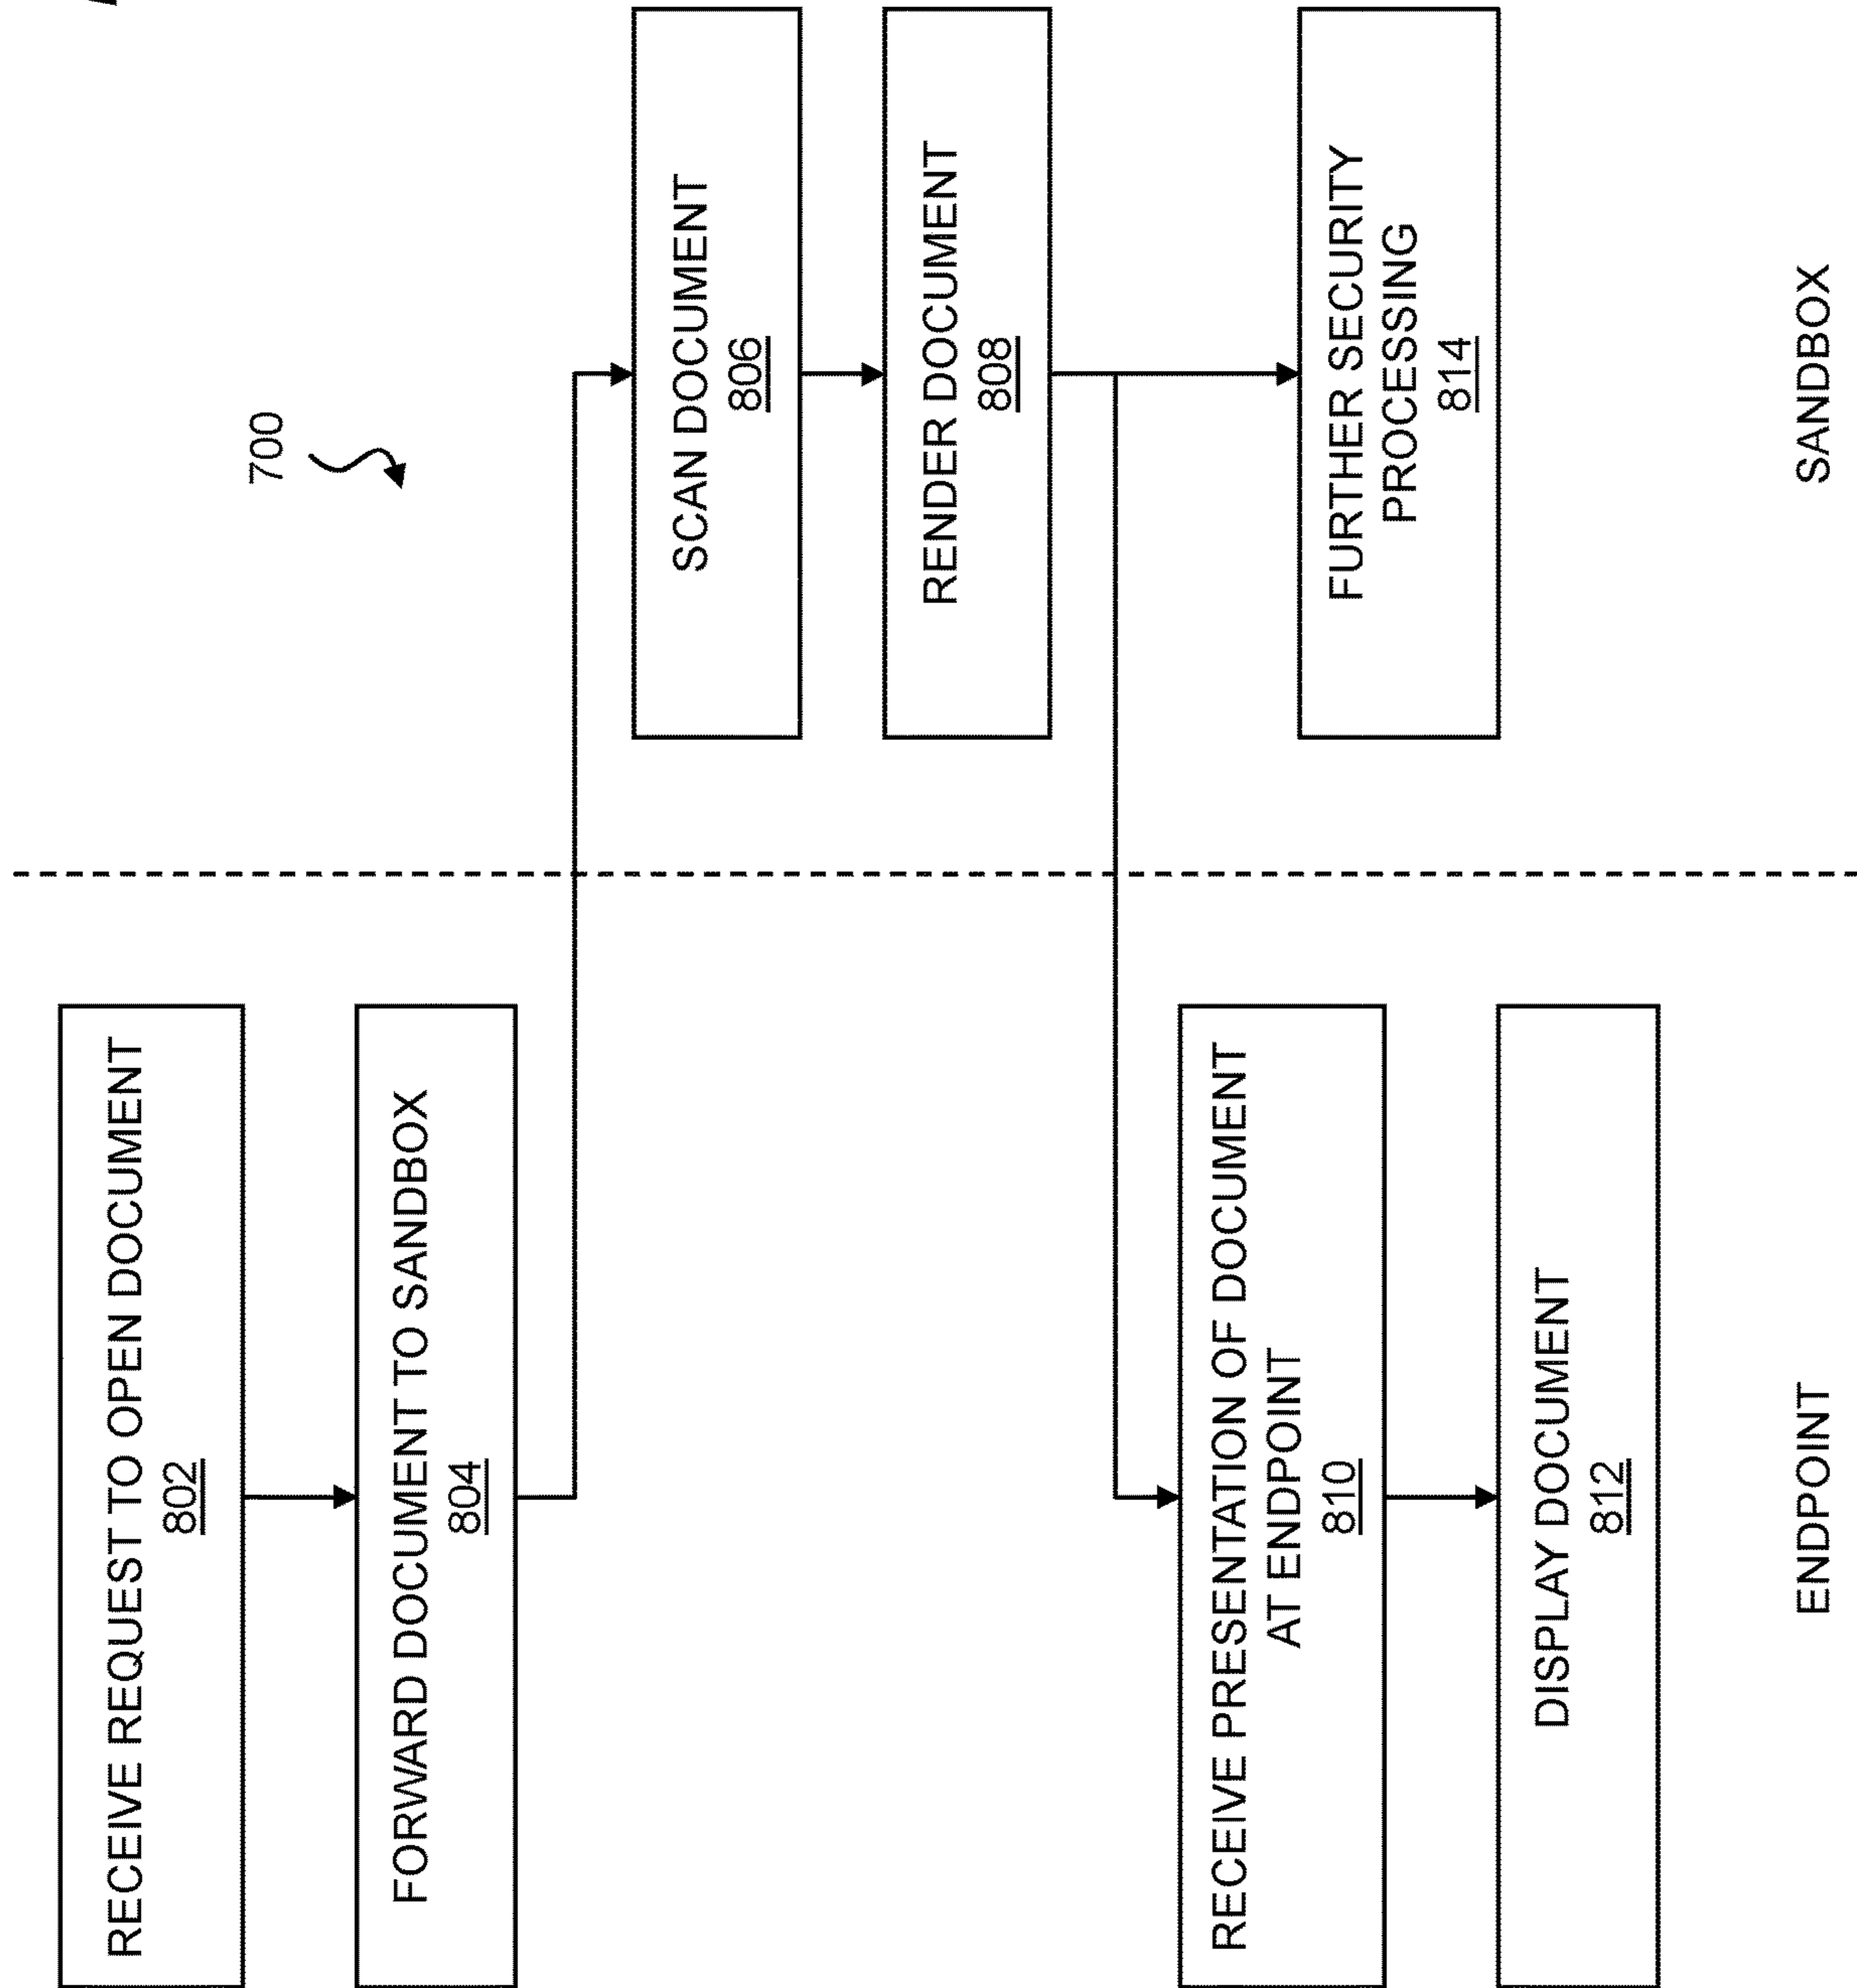 700
RECEIVE REQUEST TO OPEN DOCUMENT
802
FORWARD DOCUMENT TO SANDBOX
804
SCAN DOCUMENT
806
RENDER DOCUMENT
808
RECEIVE PRESENTATION OF DOCUMENT
AT ENDPOINT
810
FURTHER SECURITY
PROCESSING
814
DISPLAY DOCUMENT
812
ENDPOINT
SANDBOX